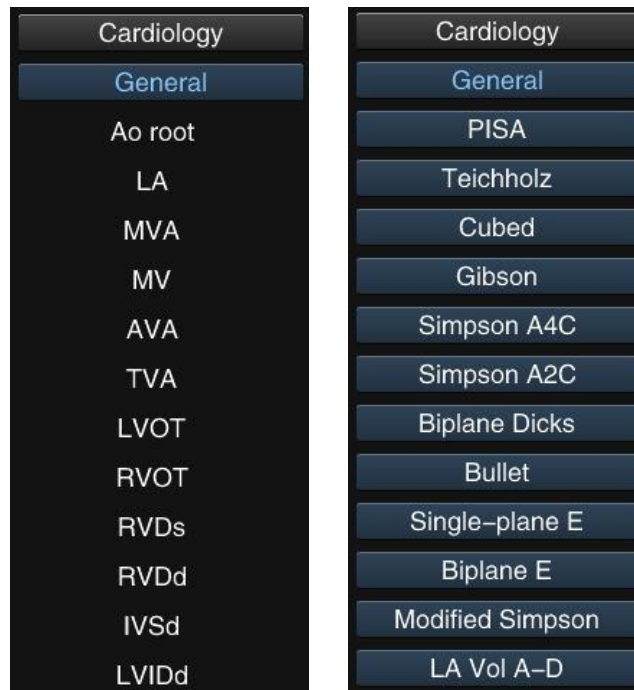 Cardiology
General
Ao root
LA
MVA
MV
AVA
TVA
LVOT
RVOT
RVDs
RVDd
IVSd
LVIDd
Cardiology
General
PISA
Teichholz
Cubed
Gibson
Simpson A4C
Simpson A2C
Biplane Dicks
Bullet
Single-plane E
Biplane E
Modified Simpson
LA Vol A-D